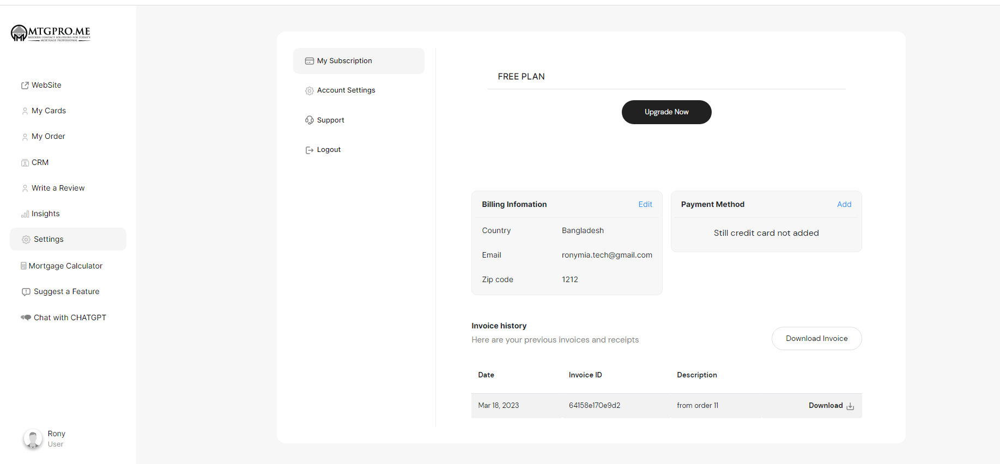 MTGPRO.ME
MODERN CONTACT SOLUTIONS FOR TODAY'S
MORTGAGE PROFESSIONAL
WebSite
My Cards
My Order
CRM
Write a Review
Insights
Settings
Mortgage Calculator
Suggest a Feature
Chat with CHATGPT
Rony
User
My Subscription
Account Settings
Support
Logout
FREE PLAN
Upgrade Now
Billing Infomation Edit
Country Bangladesh
Email ronymia.tech@gmail.com
Zip code 1212
Payment Method Add
Still credit card not added
Invoice history
Here are your previous invoices and receipts
Download Invoice
Date Invoice ID Description
Mar 18, 2023 64158e170e9d2 from order 11 Download